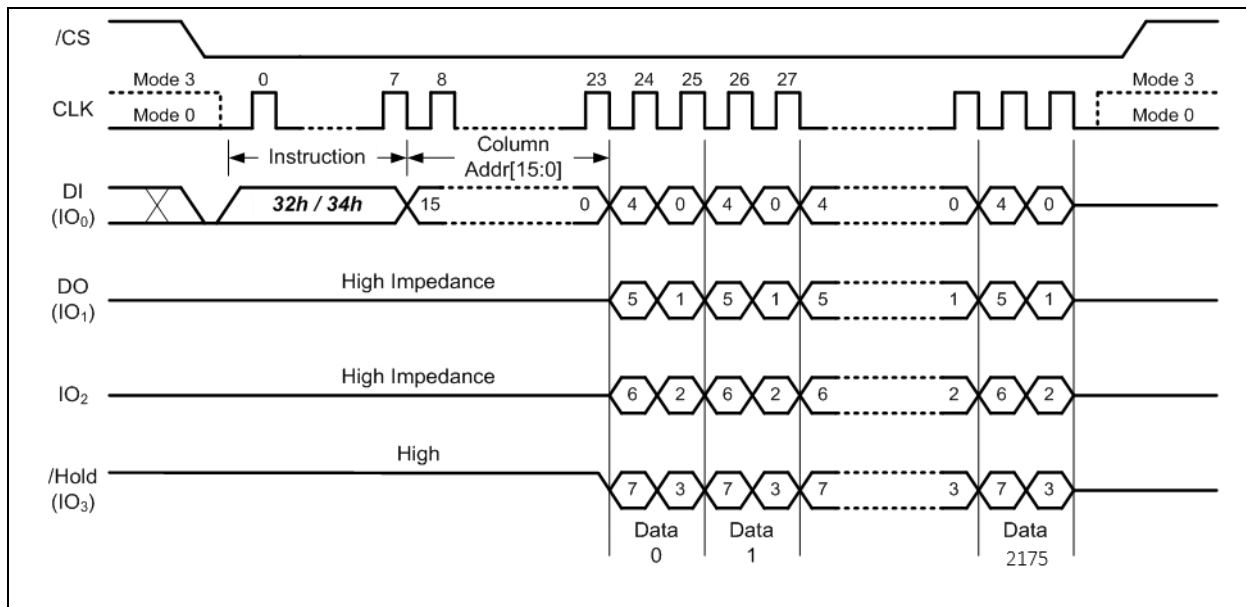 /CS
Mode 3 0 7 8 23 24 25 26 27 Mode 3
CLK
Mode 0 Mode 0
Instruction Column
Addr[15:0]
DI
(IO₀) 32h / 34h 15 0 4 0 4 0 4 0 4 0
High Impedance
DO
(IO₁) 5 1 5 1 5 1 5 1
High Impedance
IO₂ 6 2 6 2 6 2 6 2
High
/Hold
(IO₃) 7 3 7 3 7 3 7 3
Data Data Data
0 1 2175